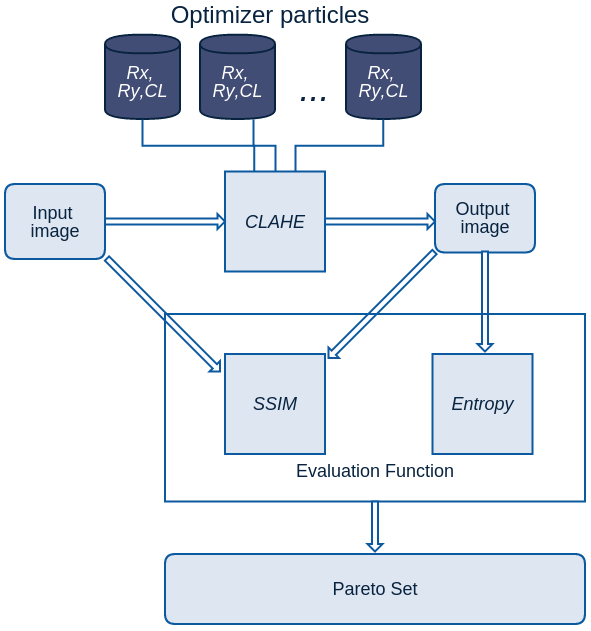 Optimizer particles
Rx,
Ry,CL
Rx,
Ry,CL
...
Rx,
Ry,CL
Input
image
CLAHE
Output
image
SSIM
Entropy
Evaluation Function
Pareto Set